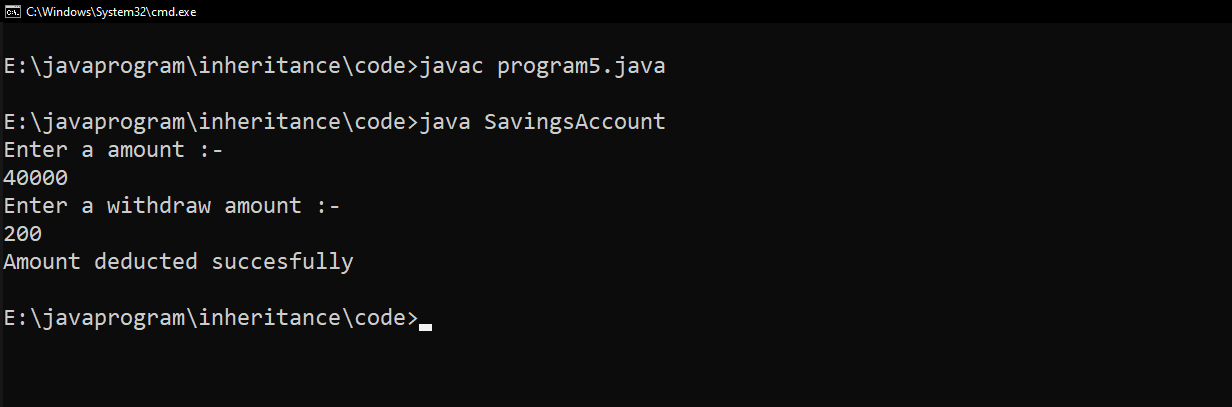 C:\Windows\System32\cmd.exe
E:\javaprogram\inheritance\code>javac program5.java
E:\javaprogram\inheritance\code>java SavingsAccount
Enter a amount :-
40000
Enter a withdraw amount :-
200
Amount deducted succesfully
E:\javaprogram\inheritance\code>